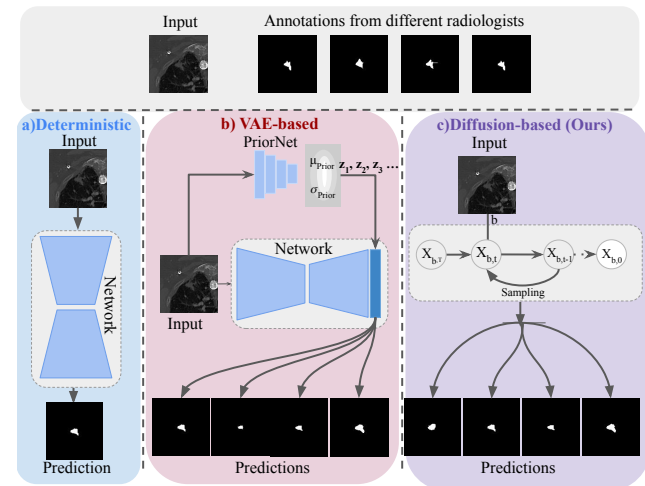 Input
Annotations from different radiologists
a)Deterministic
Input
Network
Prediction
b) VAE-based
PriorNet
μPrior
σPrior
z1, z2, z3 ...
Network
Input
Predictions
c)Diffusion-based (Ours)
Input
b
Xb,T
Xb,t
Xb,t-1
Xb,0
Sampling
Predictions